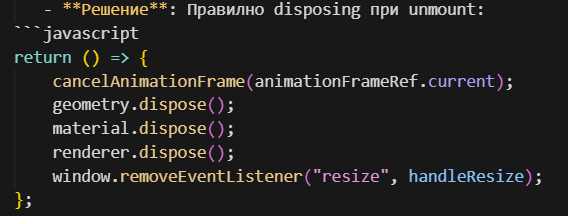 - **Решение**: Правилно disposing при unmount:
```javascript
return () => {
    cancelAnimationFrame(animationFrameRef.current);
    geometry.dispose();
    material.dispose();
    renderer.dispose();
    window.removeEventListener("resize", handleResize);
};